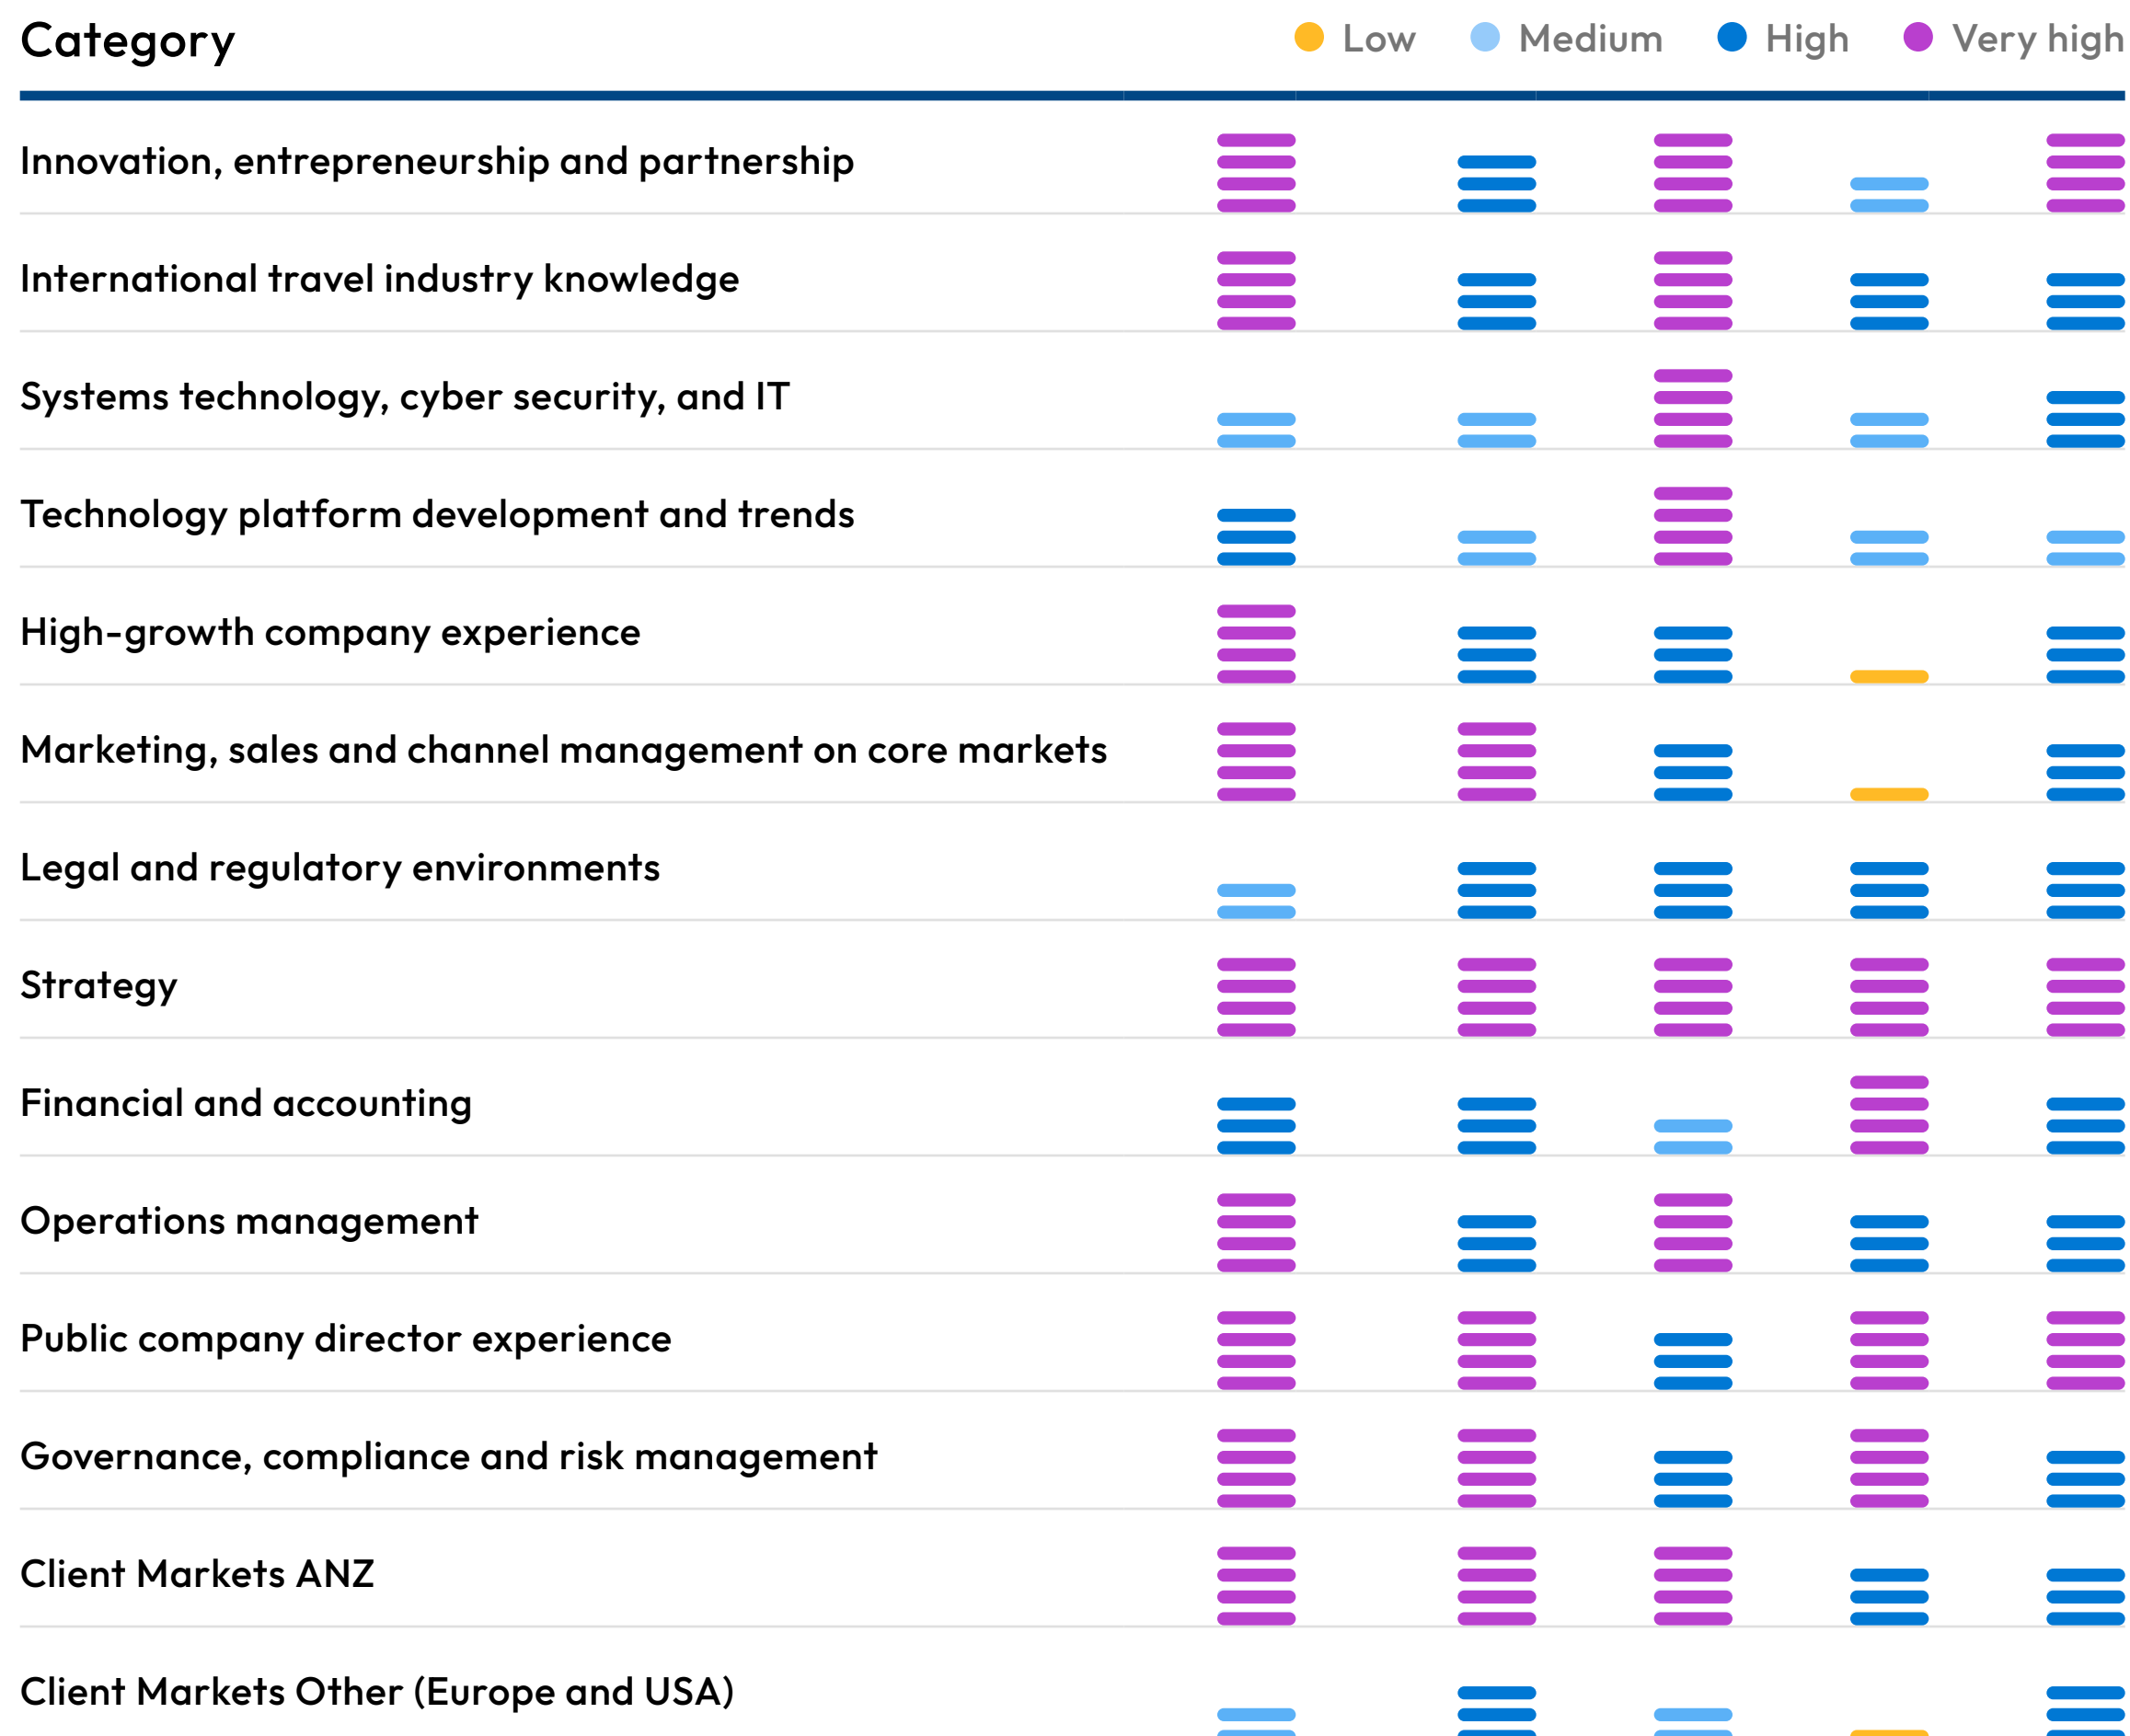 Category
Low
Medium
High
Very high
Innovation, entrepreneurship and partnership
International travel industry knowledge
Systems technology, cyber security, and IT
Technology platform development and trends
High-growth company experience
Marketing, sales and channel management on core markets
Legal and regulatory environments
Strategy
Financial and accounting
Operations management
Public company director experience
Governance, compliance and risk management
Client Markets ANZ
Client Markets Other (Europe and USA)